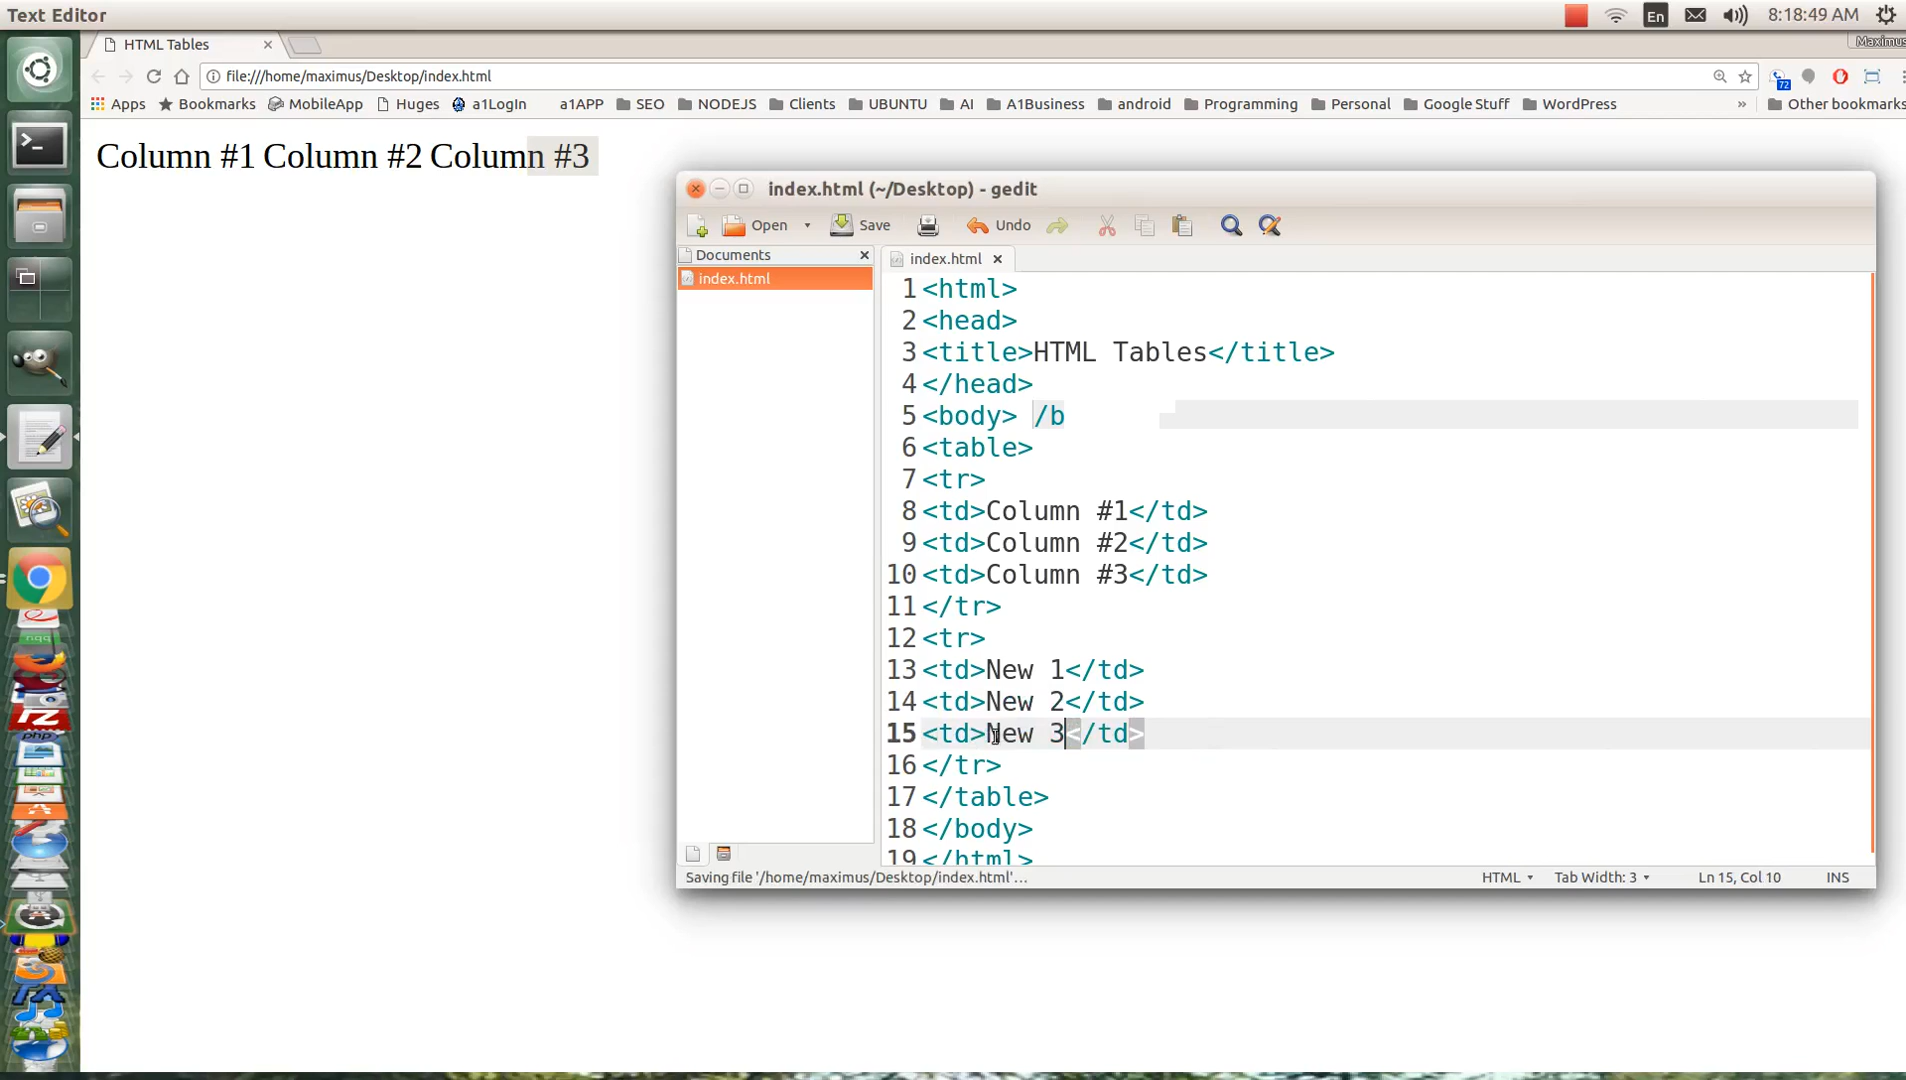 Text Editor
En
8:18:49 AM
HTML Tables
Maximus
file:///home/maximus/Desktop/index.html
72
Apps Bookmarks MobileApp Huges a1LogIn a1APP SEO NODEJS Clients UBUNTU AI A1Business android Programming Personal Google Stuff WordPress » Other bookmarks
Column #1 Column #2 Column #3
index.html (~/Desktop) - gedit
Open Save Undo
Documents
index.html
index.html
1 <html>
2 <head>
3 <title>HTML Tables</title>
4 </head>
5 <body> /b
6 <table>
7 <tr>
8 <td>Column #1</td>
9 <td>Column #2</td>
10 <td>Column #3</td>
11 </tr>
12 <tr>
13 <td>New 1</td>
14 <td>New 2</td>
15 <td>New 3</td>
16 </tr>
17 </table>
18 </body>
19 </html>
Saving file '/home/maximus/Desktop/index.html'...
HTML Tab Width: 3 Ln 15, Col 10 INS
php